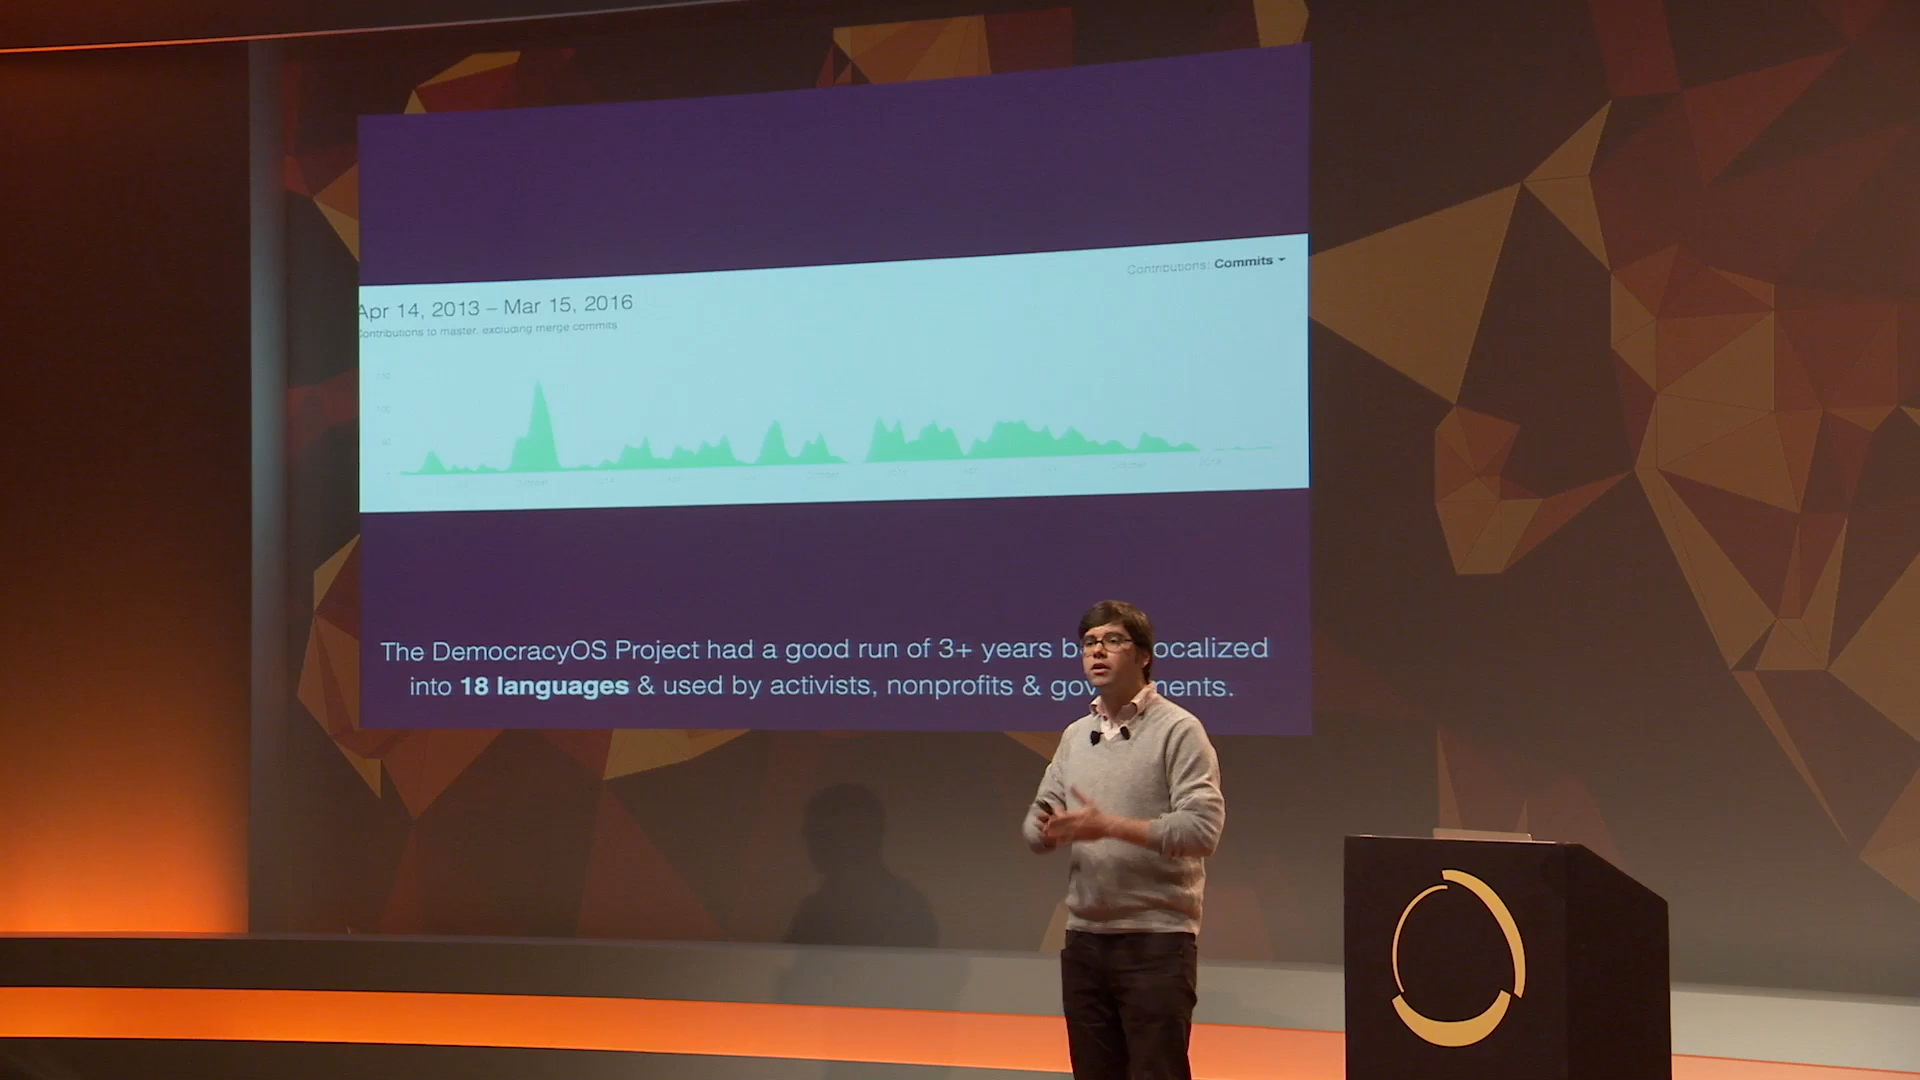 Contributions: Commits
Apr 14, 2013 – Mar 15, 2016
Contributions to master, excluding merge commits
The DemocracyOS Project had a good run of 3+ years
into 18 languages & used by activists, nonprofits &